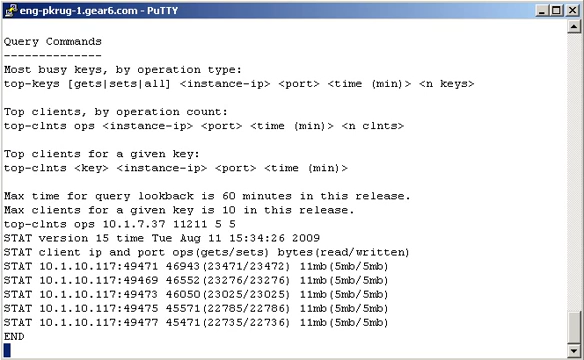 eng-pkrug-1.gear6.com - PuTTY
Query Commands
--------------
Most busy keys, by operation type:
top-keys [gets|sets|all] <instance-ip> <port> <time (min)> <n keys>
Top clients, by operation count:
top-clnts ops <instance-ip> <port> <time (min)> <n clnts>
Top clients for a given key:
top-clnts <key> <instance-ip> <port> <time (min)>
Max time for query lookback is 60 minutes in this release.
Max clients for a given key is 10 in this release.
top-clnts ops 10.1.7.37 11211 5 5
STAT version 15 time Tue Aug 11 15:34:26 2009
STAT client ip and port ops(gets/sets) bytes(read/written)
STAT 10.1.10.117:49471 46943(23471/23472) 11mb(5mb/5mb)
STAT 10.1.10.117:49469 46552(23276/23276) 11mb(5mb/5mb)
STAT 10.1.10.117:49473 46050(23025/23025) 11mb(5mb/5mb)
STAT 10.1.10.117:49475 45571(22785/22786) 11mb(5mb/5mb)
STAT 10.1.10.117:49477 45471(22735/22736) 11mb(5mb/5mb)
END